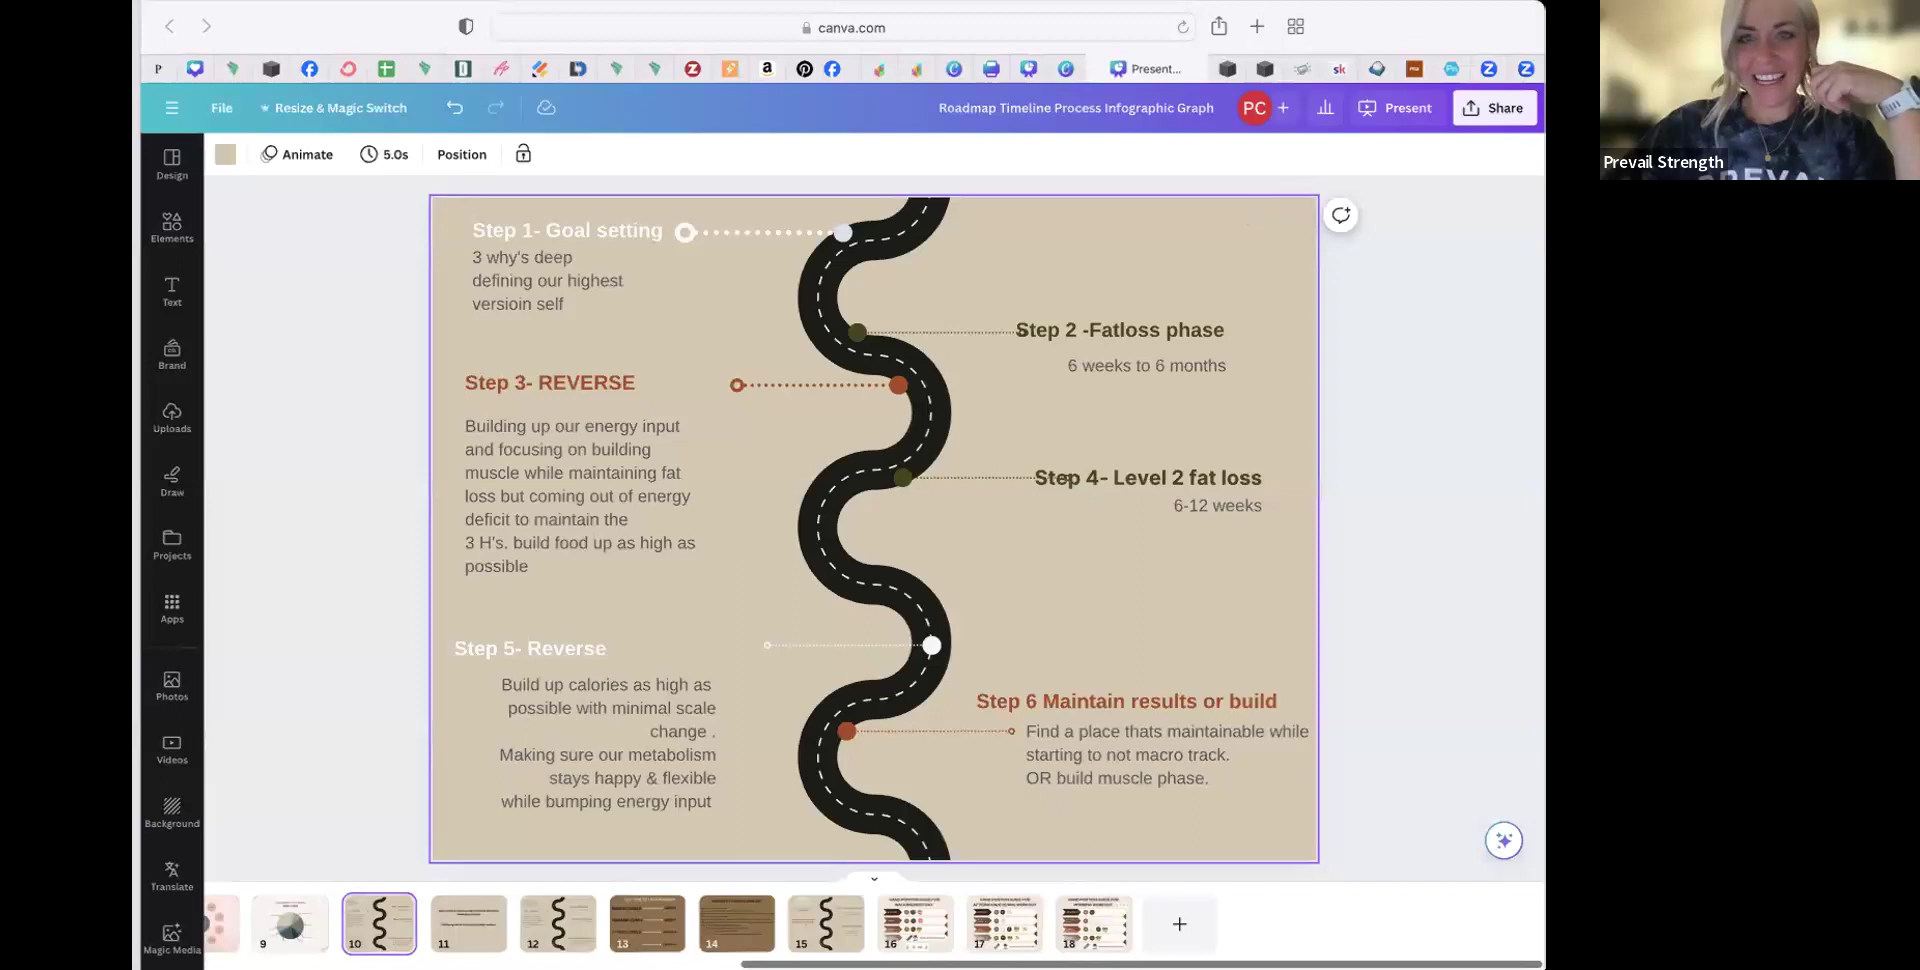 canva.com
Present...
File
Resize & Magic Switch
Roadmap Timeline Process Infographic Graph
PC
Present
Share
Animate
5.0s
Position
Design
Elements
Text
Brand
Uploads
Draw
Projects
Apps
Photos
Videos
Background
Translate
Magic Media
Step 1- Goal setting
3 why's deep
defining our highest
versioin self
Step 2 -Fatloss phase
6 weeks to 6 months
Step 3- REVERSE
Building up our energy input
and focusing on building
muscle while maintaining fat
loss but coming out of energy
deficit to maintain the
3 H's. build food up as high as
possible
Step 4- Level 2 fat loss
6-12 weeks
Step 5- Reverse
Build up calories as high as
possible with minimal scale
change .
Making sure our metabolism
stays happy & flexible
while bumping energy input
Step 6 Maintain results or build
Find a place thats maintainable while
starting to not macro track.
OR build muscle phase.
9
10
11
12
13
14
15
16
17
18
Prevail Strength